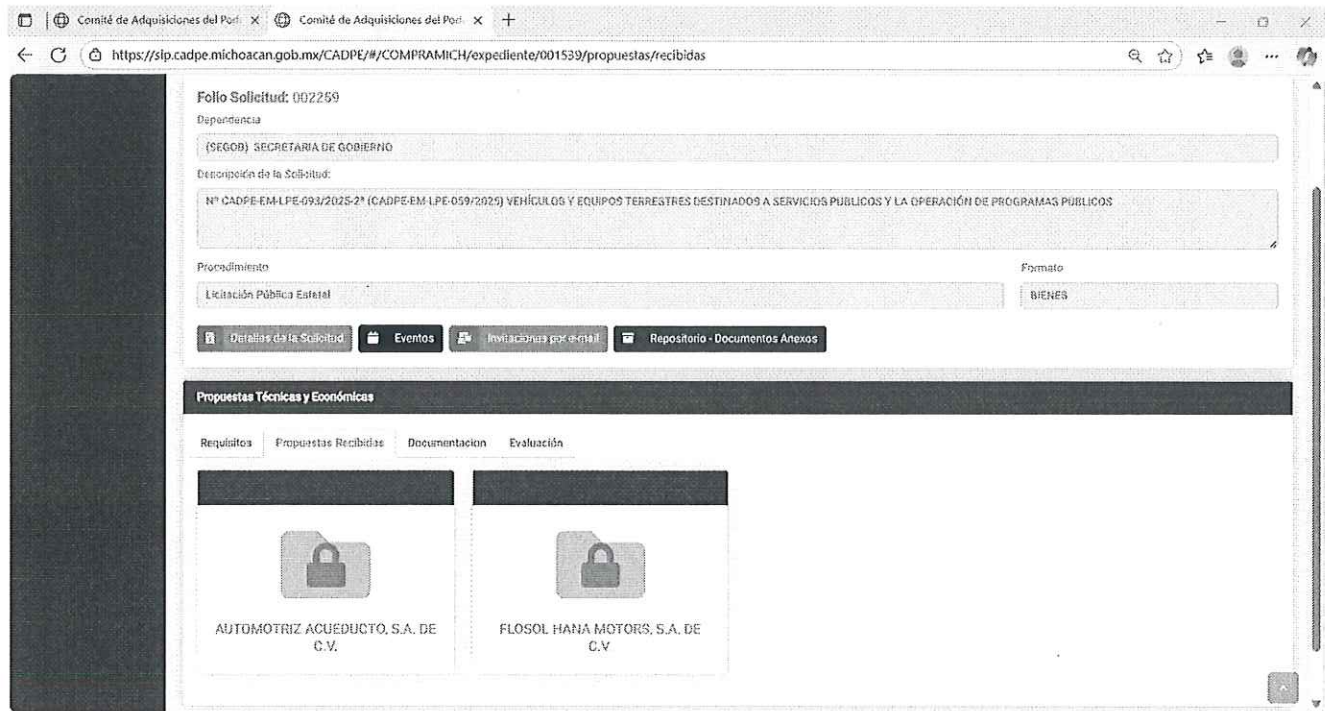 Comité de Adquisiciones del Pod
Comité de Adquisiciones del Pod
https://sip.cadpe.michoacan.gob.mx/CADPE/#/COMPRAMICH/expediente/001539/propuestas/recibidas
Folio Solicitud: 002259
Dependencia
(SEGOB) SECRETARIA DE GOBIERNO
Descripción de la Solicitud:
Nº CADPE-EM-LPE-093/2025-2ª (CADPE-EM-LPE-059/2025) VEHÍCULOS Y EQUIPOS TERRESTRES DESTINADOS A SERVICIOS PUBLICOS Y LA OPERACIÓN DE PROGRAMAS PUBLICOS
Procedimiento Formato
Licitación Pública Estatal BIENES
Detalles de la Solicitud Eventos Invitaciones por e-mail Repositorio - Documentos Anexos
Propuestas Técnicas y Económicas
Requisitos Propuestas Recibidas Documentacion Evaluación
AUTOMOTRIZ ACUEDUCTO, S.A. DE
C.V.
FLOSOL HANA MOTORS, S.A. DE
C.V